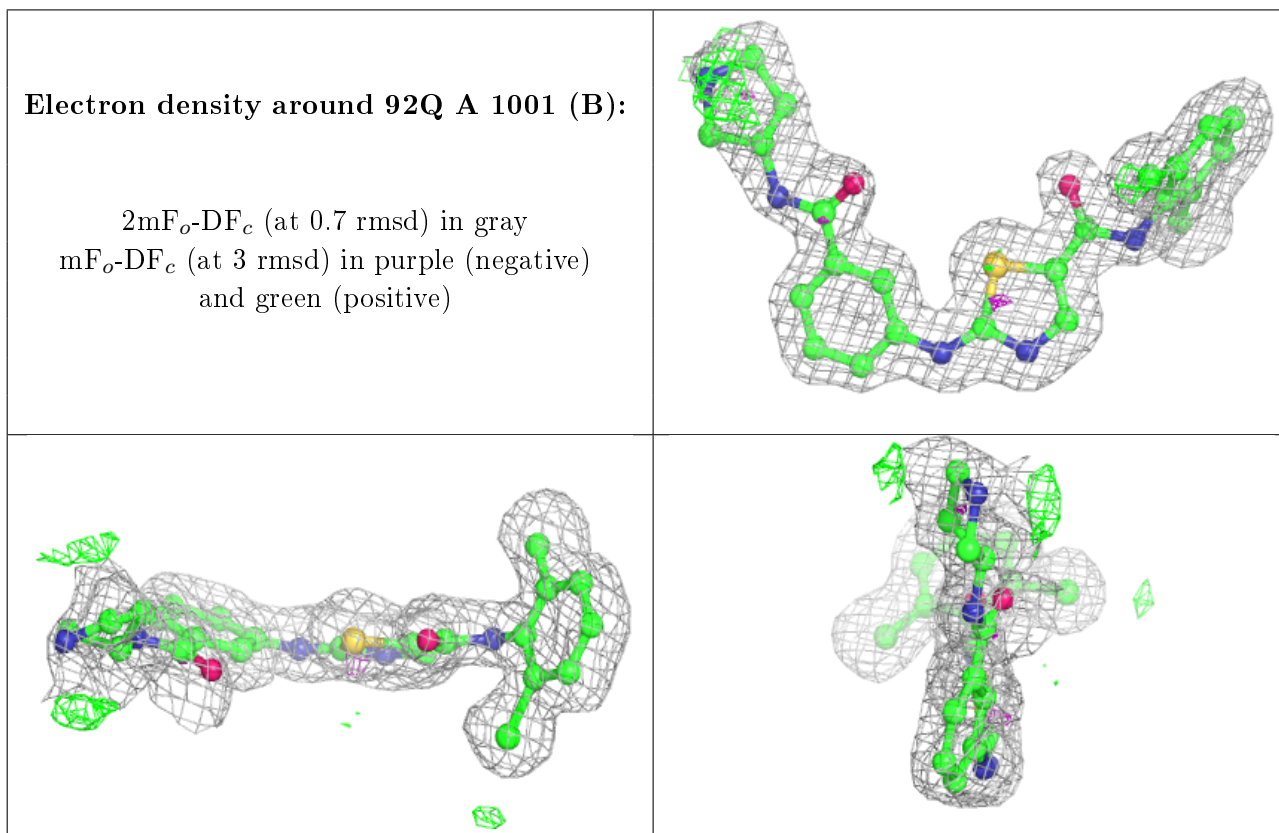 Electron density around 92Q A 1001 (B):
2mFₒ-DF𝒸 (at 0.7 rmsd) in gray
mFₒ-DF𝒸 (at 3 rmsd) in purple (negative)
and green (positive)